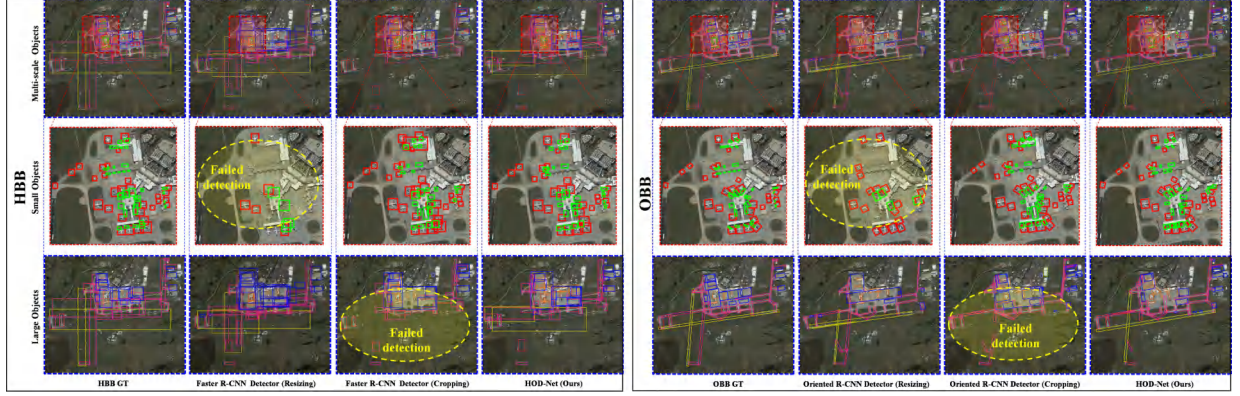 HBB
Multi-scale Objects
Small Objects
Large Objects
Failed
detection
Failed
detection
HBB GT
Faster R-CNN Detector (Resizing)
Faster R-CNN Detector (Cropping)
HOD-Net (Ours)
OBB
Failed
detection
Failed
detection
OBB GT
Oriented R-CNN Detector (Resizing)
Oriented R-CNN Detector (Cropping)
HOD-Net (Ours)